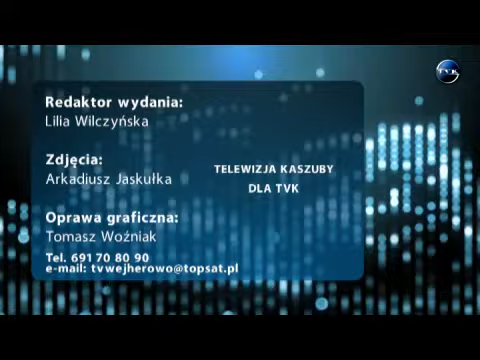 TVK
Redaktor wydania:
Lilia Wilczyńska
Zdjęcia:
Arkadiusz Jaskułka
TELEWIZJA KASZUBY
DLA TVK
Oprawa graficzna:
Tomasz Woźniak
Tel. 691 70 80 90
e-mail: tvwejherowo@topsat.pl